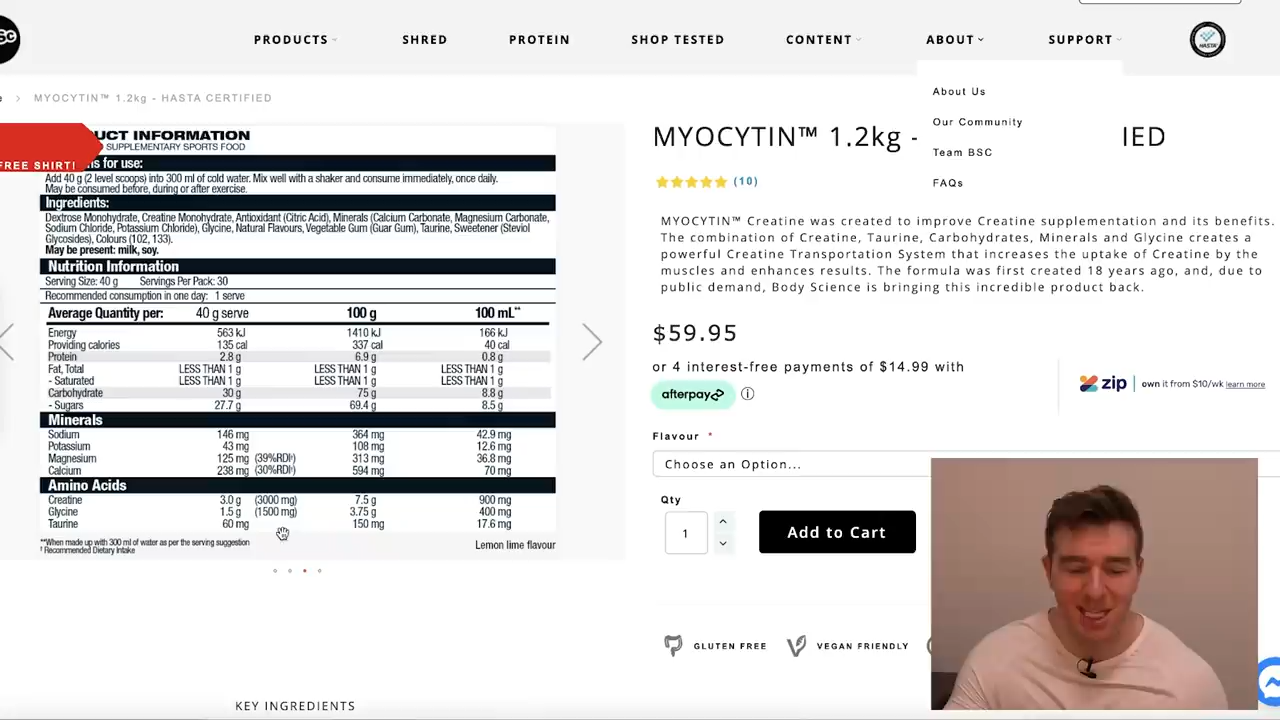 SC
PRODUCTS
SHRED
PROTEIN
SHOP TESTED
CONTENT
ABOUT
SUPPORT
HASTA
e > MYOCYTIN™ 1.2kg - HASTA CERTIFIED
About Us
Our Community
Team BSC
FAQs
FREE SHIRT!
UCT INFORMATION
SUPPLEMENTARY SPORTS FOOD
ns for use:
Add 40 g (2 level scoops) into 300 ml of cold water. Mix well with a shaker and consume immediately, once daily.
May be consumed before, during or after exercise.
Ingredients:
Dextrose Monohydrate, Creatine Monohydrate, Antioxidant (Citric Acid), Minerals (Calcium Carbonate, Magnesium Carbonate,
Sodium Chloride, Potassium Chloride), Glycine, Natural Flavours, Vegetable Gum (Guar Gum), Taurine, Sweetener (Steviol
Glycosides), Colours (102, 133).
May be present: milk, soy.
Nutrition Information
Serving Size: 40 g Servings Per Pack: 30
Recommended consumption in one day: 1 serve
Average Quantity per: 40 g serve 100 g 100 mL**
Energy 563 kJ 1410 kJ 166 kJ
Providing calories 135 cal 337 cal 40 cal
Protein 2.8 g 6.9 g 0.8 g
Fat, Total LESS THAN 1 g LESS THAN 1 g LESS THAN 1 g
- Saturated LESS THAN 1 g LESS THAN 1 g LESS THAN 1 g
Carbohydrate 30 g 75 g 8.8 g
- Sugars 27.7 g 69.4 g 8.5 g
Minerals
Sodium 146 mg 364 mg 42.9 mg
Potassium 43 mg 108 mg 12.6 mg
Magnesium 125 mg (39%RDI†) 313 mg 36.8 mg
Calcium 238 mg (30%RDI†) 594 mg 70 mg
Amino Acids
Creatine 3.0 g (3000 mg) 7.5 g 900 mg
Glycine 1.5 g (1500 mg) 3.75 g 400 mg
Taurine 60 mg 150 mg 17.6 mg
**When made up with 300 ml of water as per the serving suggestion
† Recommended Dietary Intake
Lemon lime flavour
MYOCYTIN™ 1.2kg - IED
(10)
MYOCYTIN™ Creatine was created to improve Creatine supplementation and its benefits.
The combination of Creatine, Taurine, Carbohydrates, Minerals and Glycine creates a
powerful Creatine Transportation System that increases the uptake of Creatine by the
muscles and enhances results. The formula was first created 18 years ago, and, due to
public demand, Body Science is bringing this incredible product back.
$59.95
or 4 interest-free payments of $14.99 with
afterpay
zip own it from $10/wk learn more
Flavour *
Choose an Option...
Qty
1
Add to Cart
GLUTEN FREE
VEGAN FRIENDLY
KEY INGREDIENTS